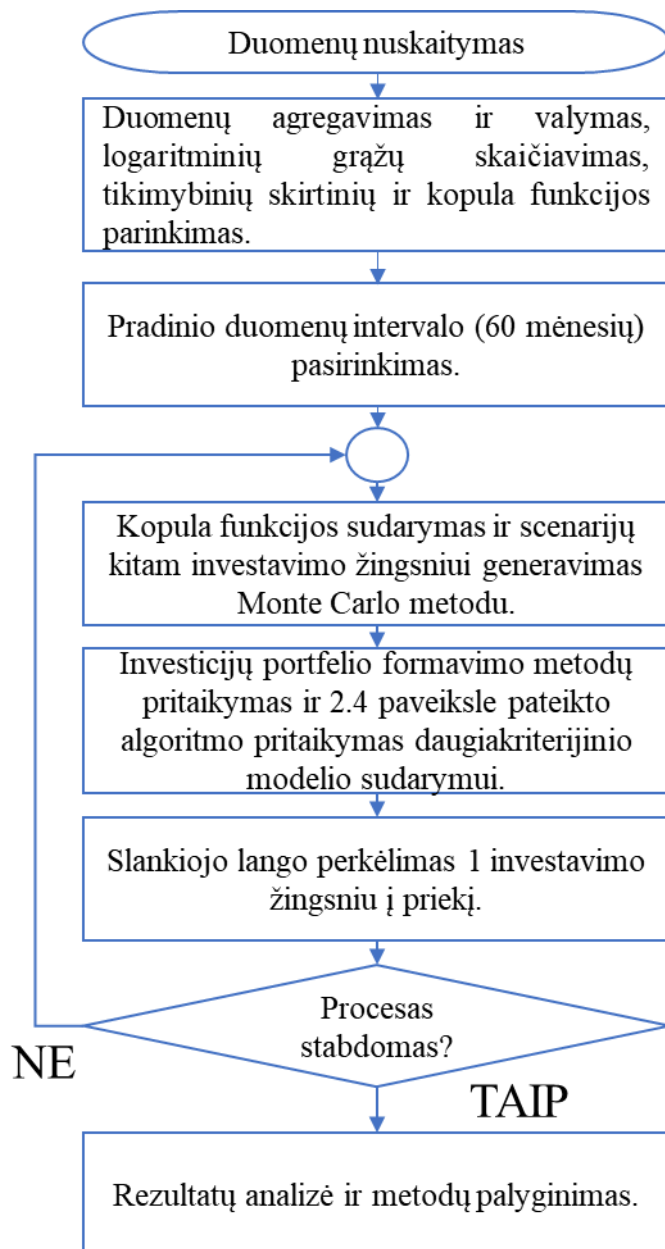 Duomenų nuskaitymas
Duomenų agregavimas ir valymas,
logaritminių grąžų skaičiavimas,
tikimybinių skirtinių ir kopula funkcijos
parinkimas.
Pradinio duomenų intervalo (60 mėnesių)
pasirinkimas.
Kopula funkcijos sudarymas ir scenarijų
kitam investavimo žingsniui generavimas
Monte Carlo metodu.
Investicijų portfelio formavimo metodų
pritaikymas ir 2.4 paveiksle pateikto
algoritmo pritaikymas daugiakriterijinio
modelio sudarymui.
Slankiojo lango perkėlimas 1 investavimo
žingsniu į priekį.
Procesas
stabdomas?
NE
TAIP
Rezultatų analizė ir metodų palyginimas.